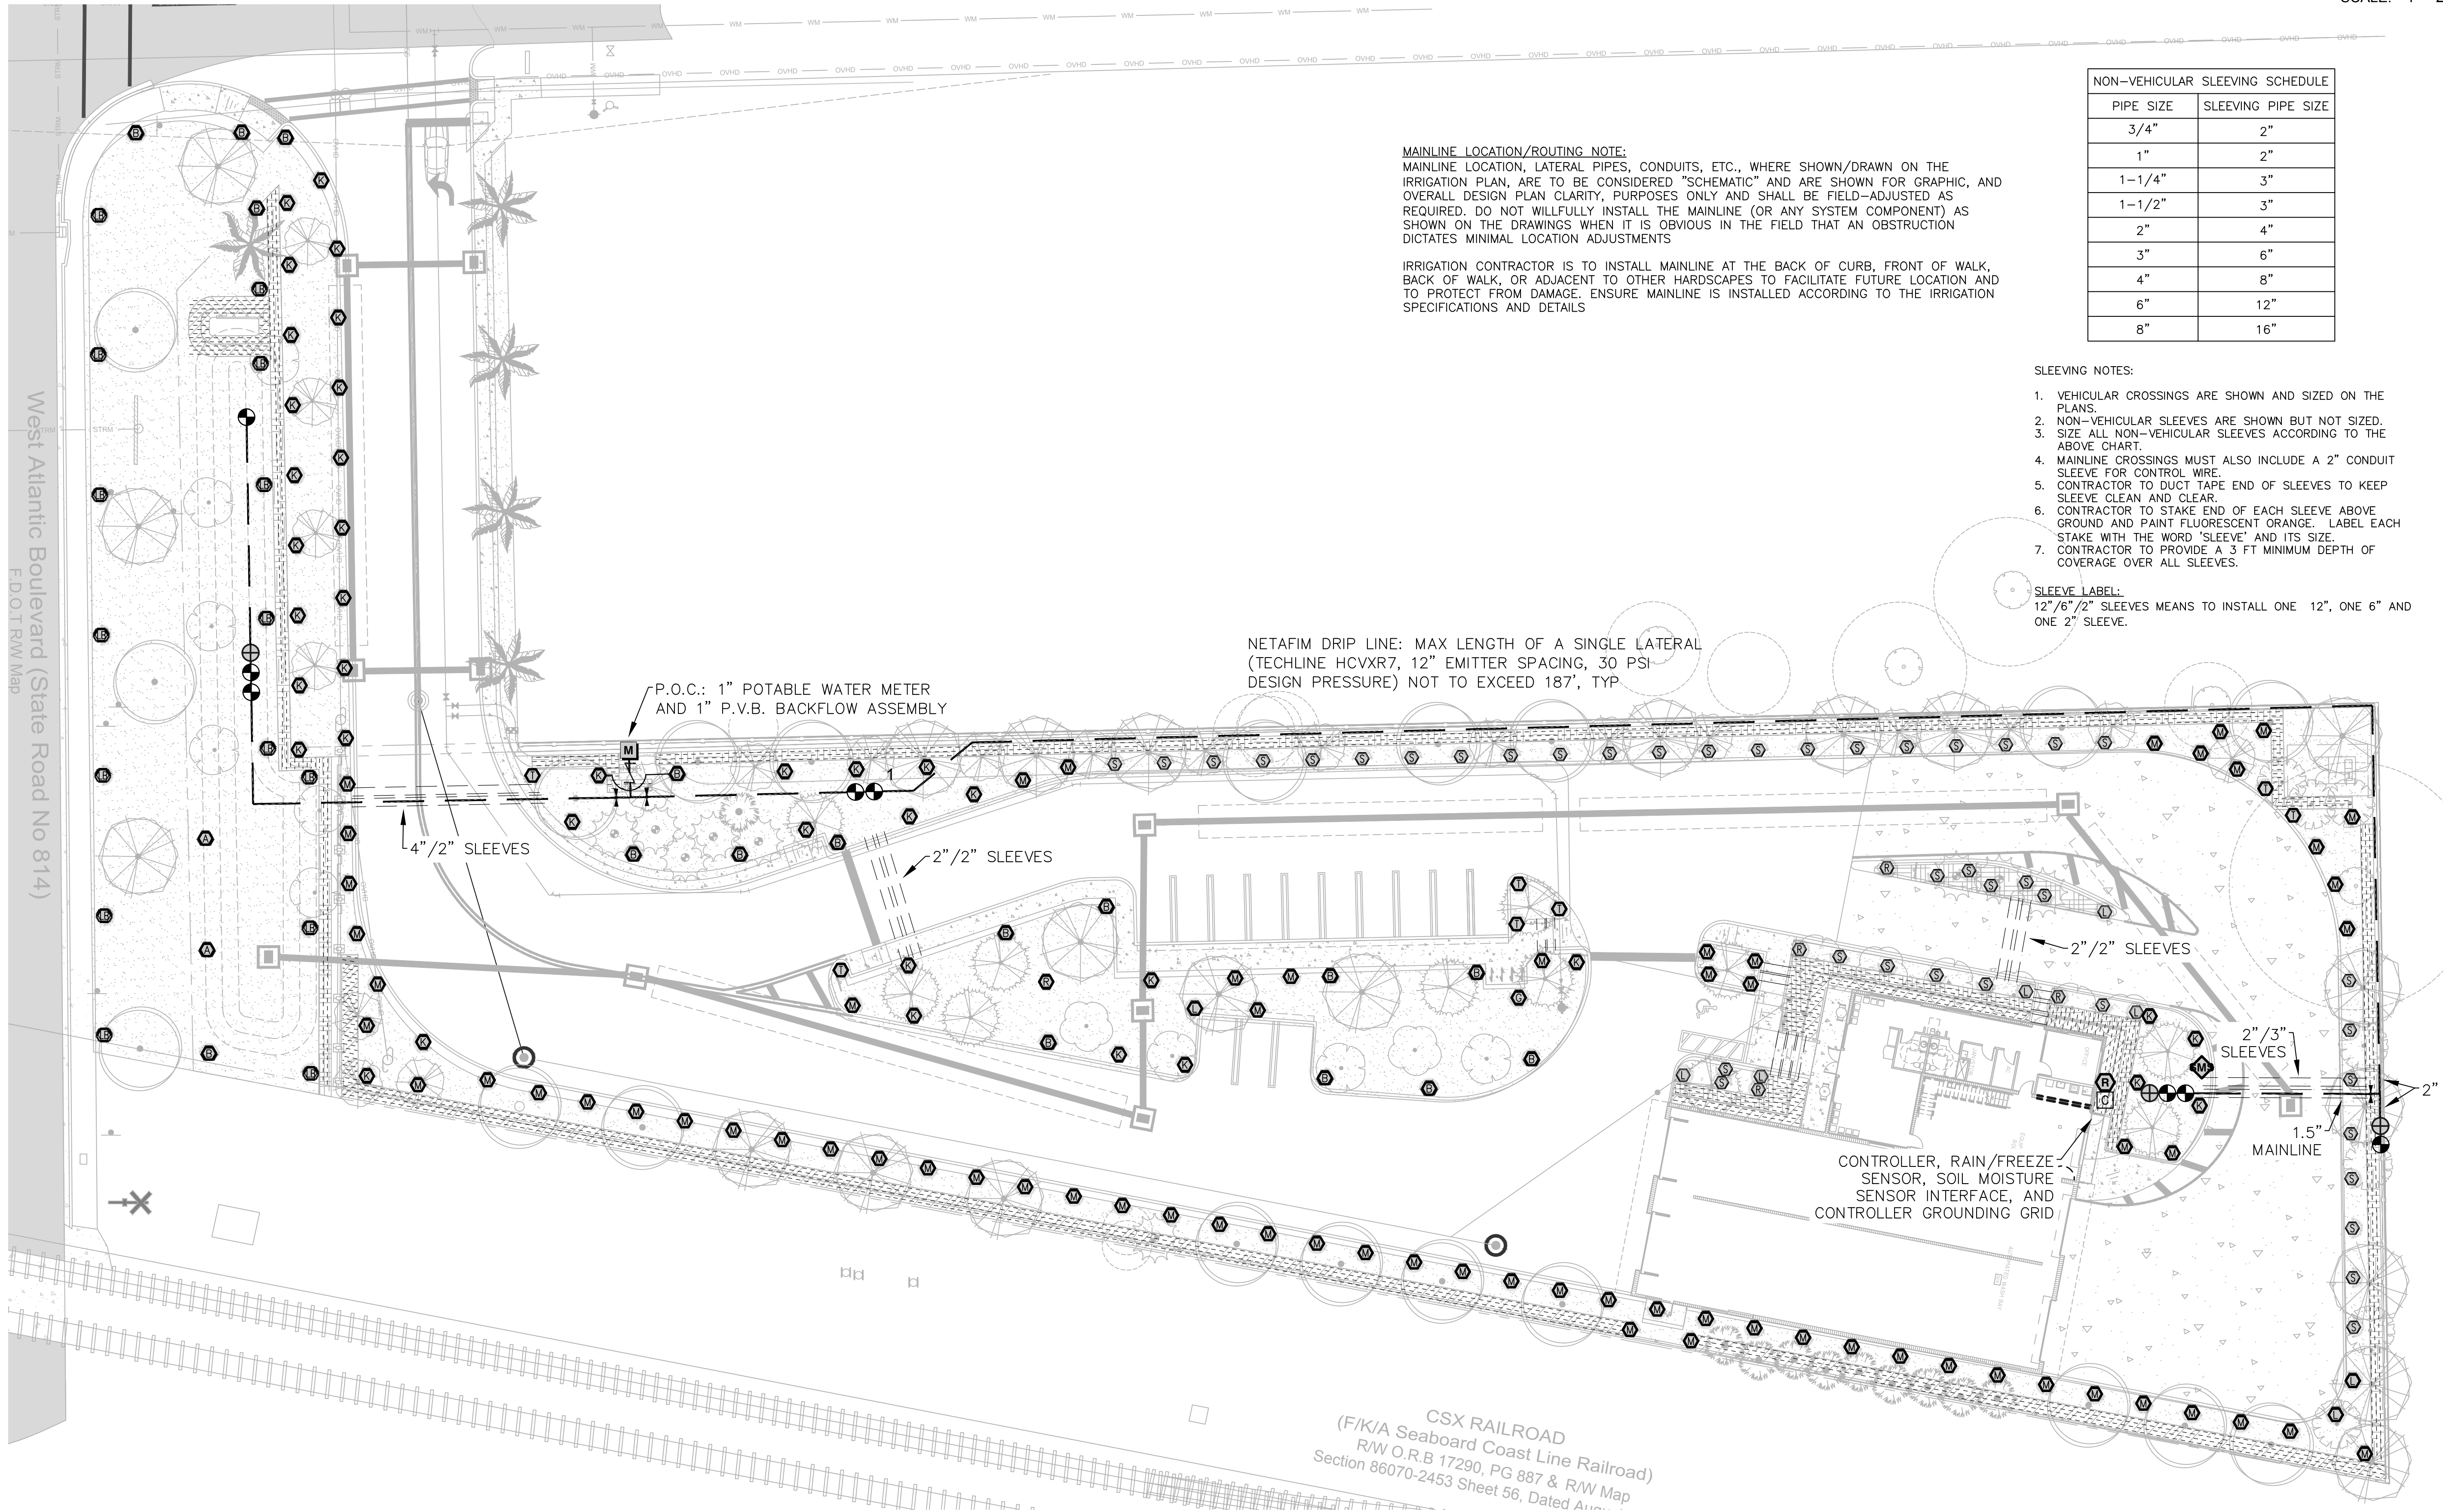 MAINLINE LOCATION/ROUTING NOTE:
MAINLINE LOCATION, LATERAL PIPES, CONDUITS, ETC., WHERE SHOWN/DRAWN ON THE
IRRIGATION PLAN, ARE TO BE CONSIDERED "SCHEMATIC" AND ARE SHOWN FOR GRAPHIC, AND
OVERALL DESIGN PLAN CLARITY, PURPOSES ONLY AND SHALL BE FIELD-ADJUSTED AS
REQUIRED. DO NOT WILLFULLY INSTALL THE MAINLINE (OR ANY SYSTEM COMPONENT) AS
SHOWN ON THE DRAWINGS WHEN IT IS OBVIOUS IN THE FIELD THAT AN OBSTRUCTION
DICTATES MINIMAL LOCATION ADJUSTMENTS
IRRIGATION CONTRACTOR IS TO INSTALL MAINLINE AT THE BACK OF CURB, FRONT OF WALK,
BACK OF WALK, OR ADJACENT TO OTHER HARDSCAPES TO FACILITATE FUTURE LOCATION AND
TO PROTECT FROM DAMAGE. ENSURE MAINLINE IS INSTALLED ACCORDING TO THE IRRIGATION
SPECIFICATIONS AND DETAILS
NON-VEHICULAR SLEEVING SCHEDULE
PIPE SIZE SLEEVING PIPE SIZE
3/4" 2"
1" 2"
1-1/4" 3"
1-1/2" 3"
2" 4"
3" 6"
4" 8"
6" 12"
8" 16"
SLEEVING NOTES:
1. VEHICULAR CROSSINGS ARE SHOWN AND SIZED ON THE
PLANS.
2. NON-VEHICULAR SLEEVES ARE SHOWN BUT NOT SIZED.
3. SIZE ALL NON-VEHICULAR SLEEVES ACCORDING TO THE
ABOVE CHART.
4. MAINLINE CROSSINGS MUST ALSO INCLUDE A 2" CONDUIT
SLEEVE FOR CONTROL WIRE.
5. CONTRACTOR TO DUCT TAPE END OF SLEEVES TO KEEP
SLEEVE CLEAN AND CLEAR.
6. CONTRACTOR TO STAKE END OF EACH SLEEVE ABOVE
GROUND AND PAINT FLUORESCENT ORANGE. LABEL EACH
STAKE WITH THE WORD 'SLEEVE' AND ITS SIZE.
7. CONTRACTOR TO PROVIDE A 3 FT MINIMUM DEPTH OF
COVERAGE OVER ALL SLEEVES.
SLEEVE LABEL:
12"/6"/2" SLEEVES MEANS TO INSTALL ONE 12", ONE 6" AND
ONE 2" SLEEVE.
NETAFIM DRIP LINE: MAX LENGTH OF A SINGLE LATERAL
(TECHLINE HCVXR7, 12" EMITTER SPACING, 30 PSI
DESIGN PRESSURE) NOT TO EXCEED 187', TYP
P.O.C.: 1" POTABLE WATER METER
AND 1" P.V.B. BACKFLOW ASSEMBLY
4"/2" SLEEVES
2"/2" SLEEVES
2"/2" SLEEVES
2"/3"
SLEEVES
2"
1.5"
MAINLINE
CONTROLLER, RAIN/FREEZE
SENSOR, SOIL MOISTURE
SENSOR INTERFACE, AND
CONTROLLER GROUNDING GRID
West Atlantic Boulevard (State Road No 814)
F.D.O.T R/W Map
CSX RAILROAD
(F/K/A Seaboard Coast Line Railroad)
R/W O.R.B 17290, PG 887 & R/W Map
Section 86070-2453 Sheet 56, Dated